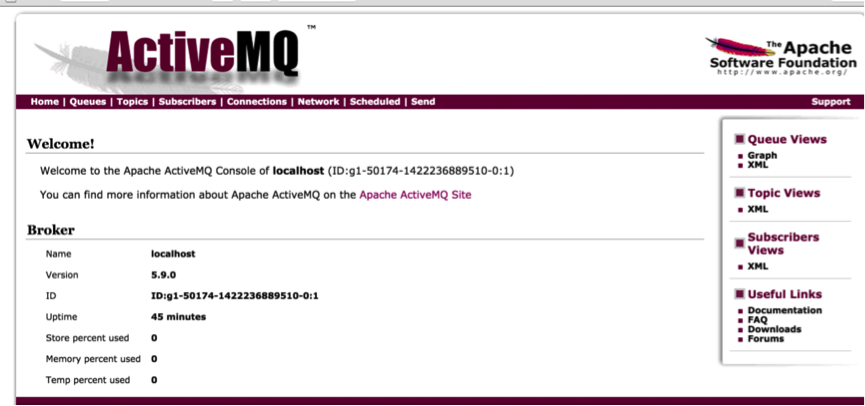 ActiveMQ ™
The Apache
Software Foundation
http://www.apache.org/
Home | Queues | Topics | Subscribers | Connections | Network | Scheduled | Send
Support
Welcome!
Welcome to the Apache ActiveMQ Console of localhost (ID:g1-50174-1422236889510-0:1)
You can find more information about Apache ActiveMQ on the Apache ActiveMQ Site
Broker
Name localhost
Version 5.9.0
ID ID:g1-50174-1422236889510-0:1
Uptime 45 minutes
Store percent used 0
Memory percent used 0
Temp percent used 0
Queue Views
Graph
XML
Topic Views
XML
Subscribers
Views
XML
Useful Links
Documentation
FAQ
Downloads
Forums